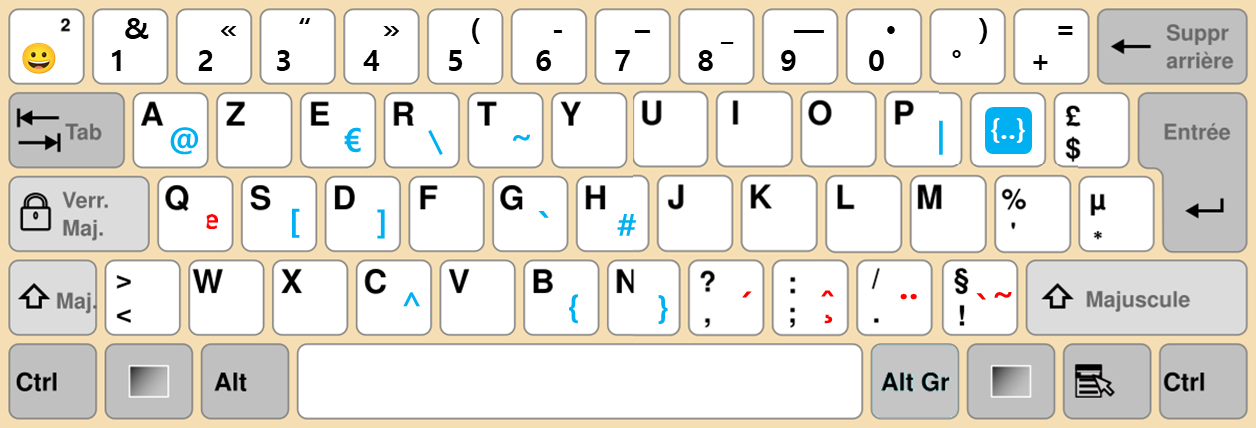 ² & « “ » ( - – _ — • ) = Suppr
😀 1 2 3 4 5 6 7 8 9 0 ° + arrière
Tab A @ Z E € R \ T ~ Y U I O P | {..} £ $ Entrée
Verr. Maj. Q e S [ D ] F G ` H # J K L M % ' µ *
Maj. > < W X C ^ V B { N } ? , ´ : ; ^ ¸ / . ¨ § ! ` ~ Majuscule
Ctrl Alt Alt Gr Ctrl